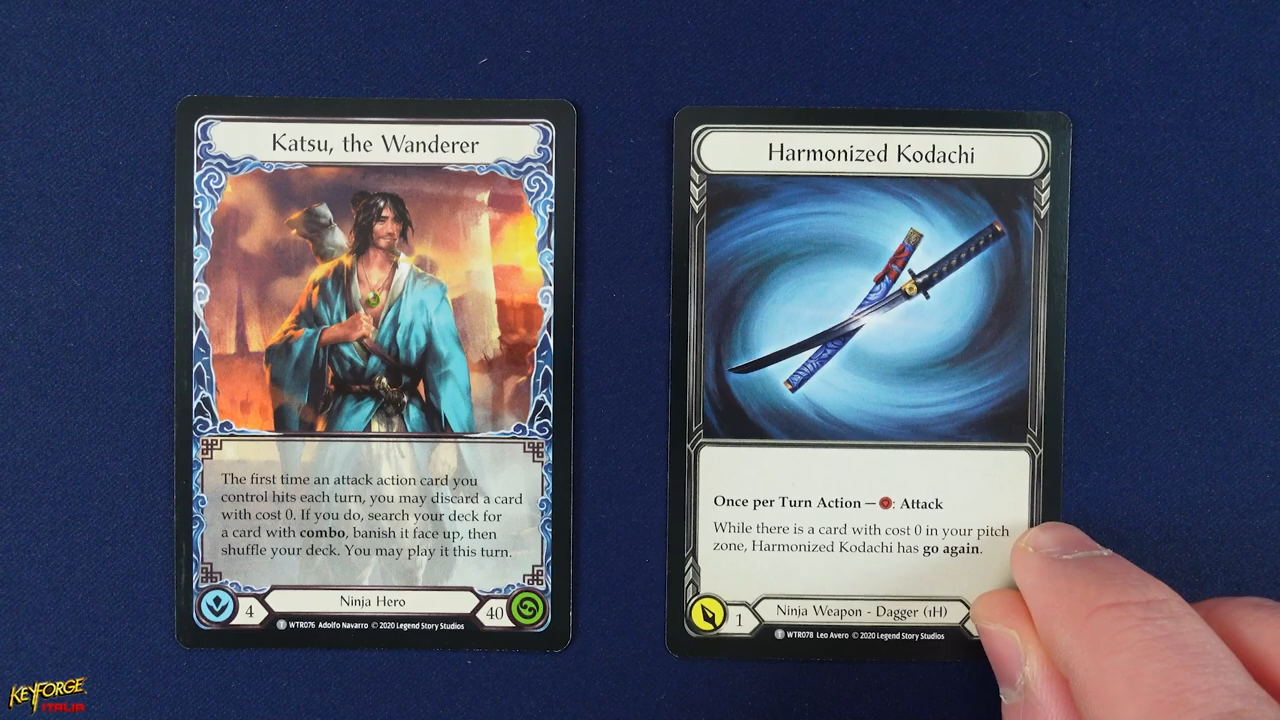 Katsu, the Wanderer
The first time an attack action card you
control hits each turn, you may discard a card
with cost 0. If you do, search your deck for
a card with combo, banish it face up, then
shuffle your deck. You may play it this turn.
4
Ninja Hero
40
T WTR076 Adolfo Navarro © 2020 Legend Story Studios
Harmonized Kodachi
Once per Turn Action — : Attack
While there is a card with cost 0 in your pitch
zone, Harmonized Kodachi has go again.
1
Ninja Weapon - Dagger (1H)
T WTR078 Leo Avero © 2020 Legend Story Studios
KEYFORGE
ITALIA